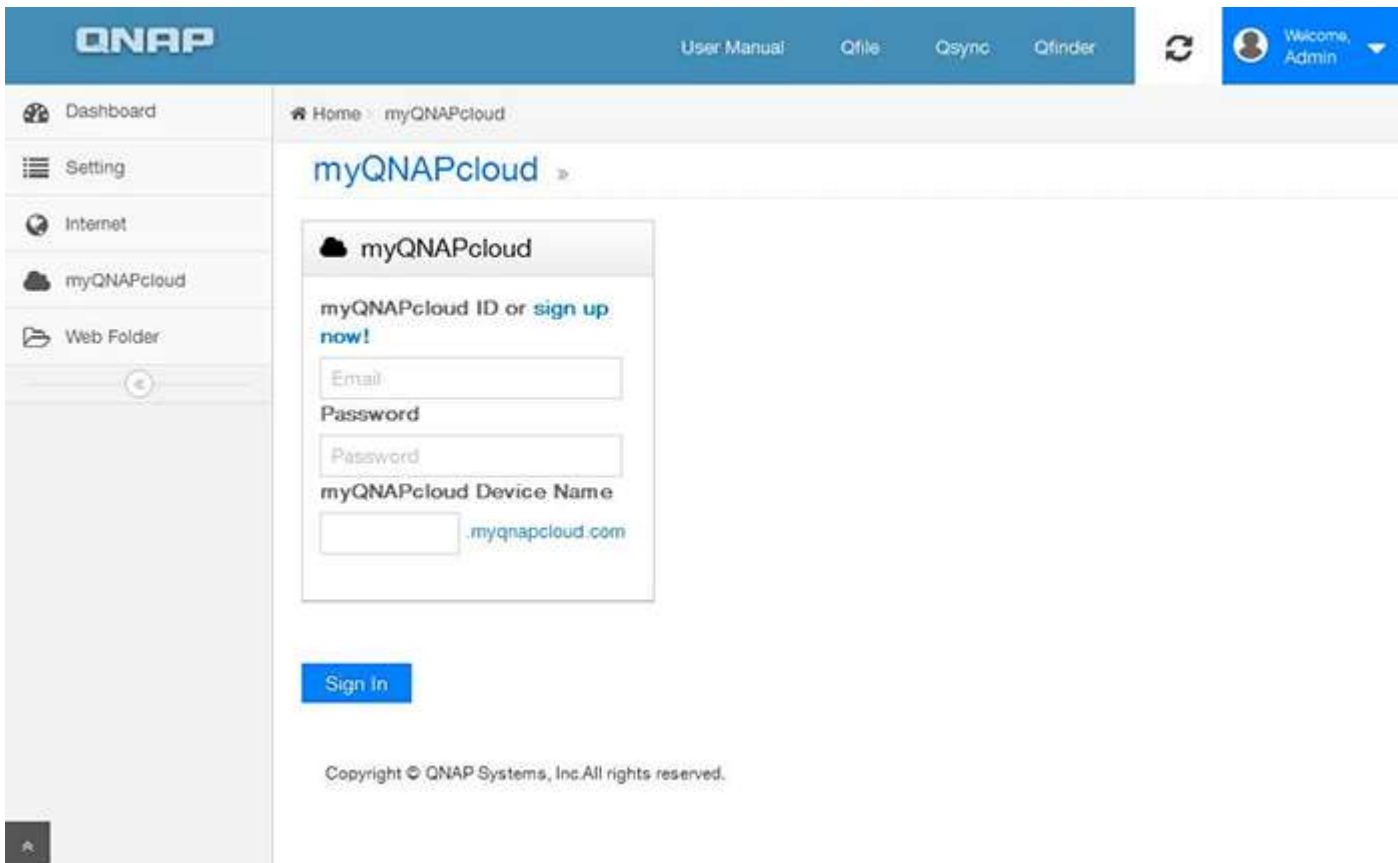 QNAP
User Manual
Qfile
Qsync
Qfinder
Welcome,
Admin
Dashboard
Setting
Internet
myQNAPcloud
Web Folder
Home
myQNAPcloud
myQNAPcloud »
myQNAPcloud
myQNAPcloud ID or sign up
now!
Email
Password
Password
myQNAPcloud Device Name
.myqnapcloud.com
Sign In
Copyright © QNAP Systems, Inc.All rights reserved.